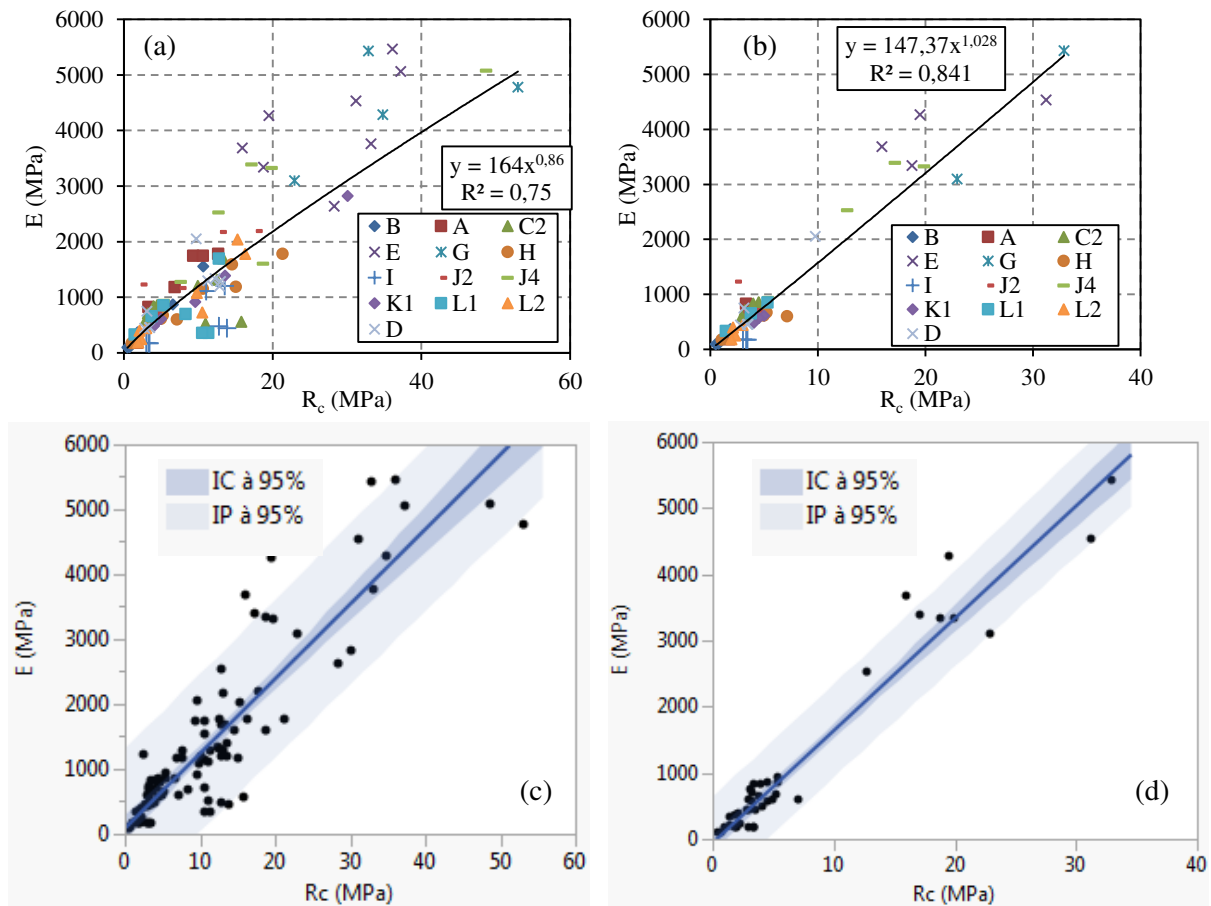 6000
5000
4000
3000
2000
1000
0
E (MPa)
(a)
y = 164x^0,86
R² = 0,75
B A C2
E G H
I J2 J4
K1 L1 L2
D
0 20 40 60
R_c (MPa)
6000
5000
4000
3000
2000
1000
0
E (MPa)
(b)
y = 147,37x^1,028
R² = 0,841
B A C2
E G H
I J2 J4
K1 L1 L2
D
0 10 20 30 40
R_c (MPa)
6000
5000
4000
3000
2000
1000
0
E (MPa)
IC à 95%
IP à 95%
(c)
0 10 20 30 40 50 60
Rc (MPa)
6000
5000
4000
3000
2000
1000
0
E (MPa)
IC à 95%
IP à 95%
(d)
0 10 20 30 40
Rc (MPa)